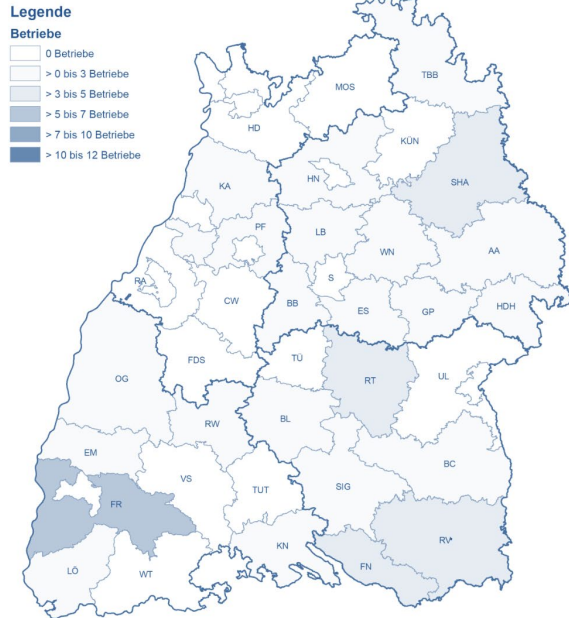 Legende
Betriebe
0 Betriebe
> 0 bis 3 Betriebe
> 3 bis 5 Betriebe
> 5 bis 7 Betriebe
> 7 bis 10 Betriebe
> 10 bis 12 Betriebe
TBB
MOS
HD
KÜN
HN
SHA
KA
PF
LB
WN
AA
RA
S
CW
BB
ES
GP
HDH
FDS
TÜ
UL
OG
RT
RW
BL
EM
BC
VS
SIG
TUT
FR
RV
KN
FN
LÖ
WT